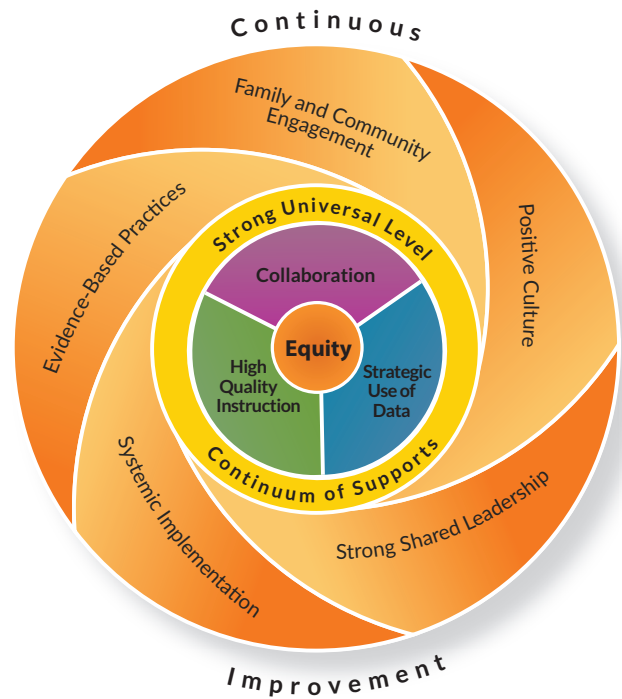 Continuous
Family and Community
Engagement
Positive Culture
Evidence-Based Practices
Strong Universal Level
Collaboration
Equity
High
Quality
Instruction
Strategic
Use of
Data
Continuum of Supports
Systemic Implementation
Strong Shared Leadership
Improvement